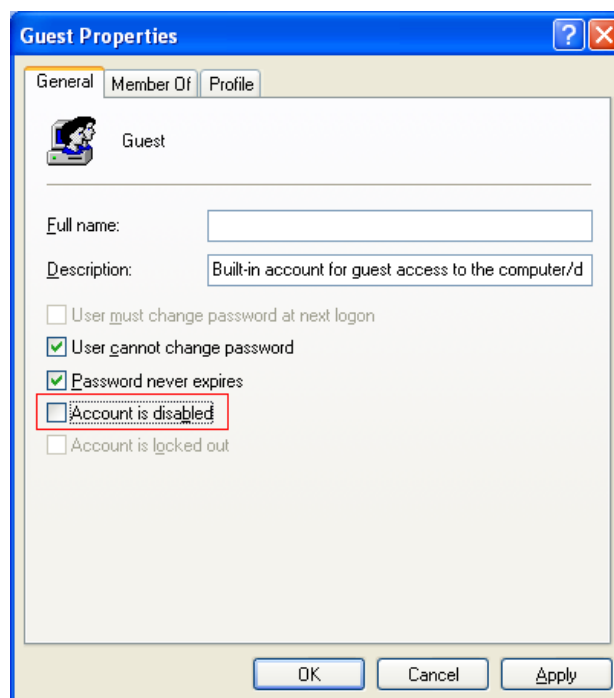 Guest Properties
General Member Of Profile
Guest
Full name:
Description: Built-in account for guest access to the computer/d
User must change password at next logon
User cannot change password
Password never expires
Account is disabled
Account is locked out
OK Cancel Apply